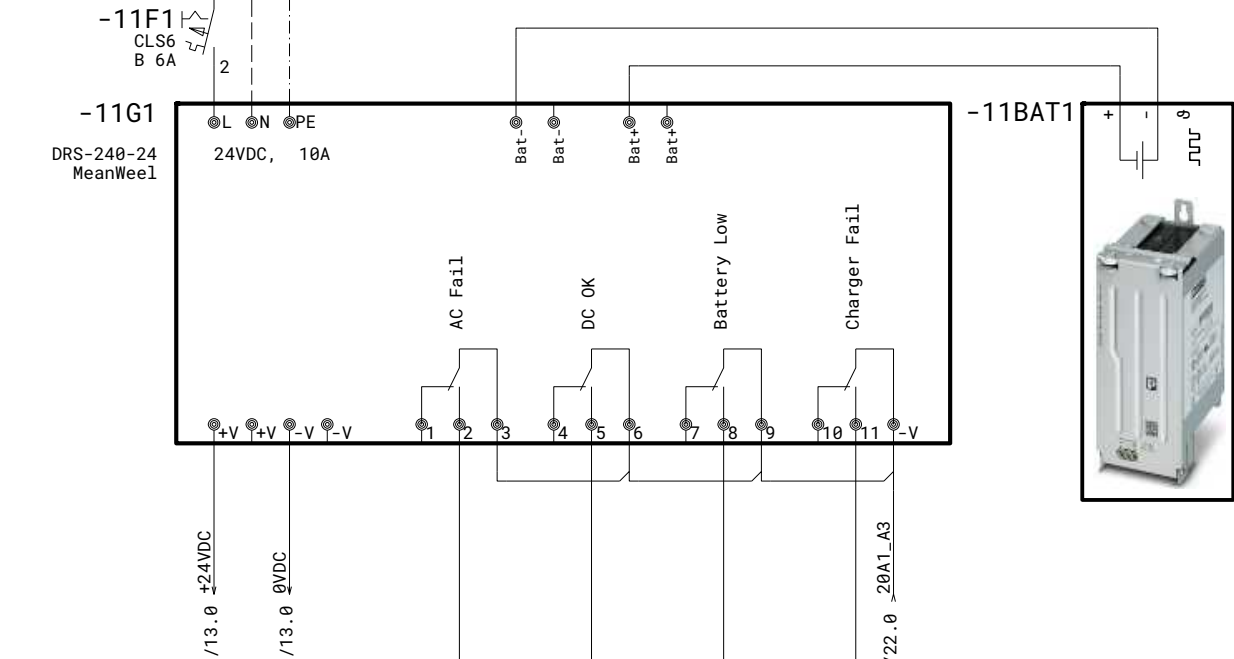 -11F1
CLS6
B 6A
2
-11G1
DRS-240-24
MeanWeel
L N PE
24VDC, 10A
Bat- Bat- Bat+ Bat+
-11BAT1
+ - ϑ
AC Fail
DC OK
Battery Low
Charger Fail
+V +V -V -V 1 2 3 4 5 6 7 8 9 10 11 -V
/13.0 +24VDC
/13.0 0VDC
/22.0 20A1_A3